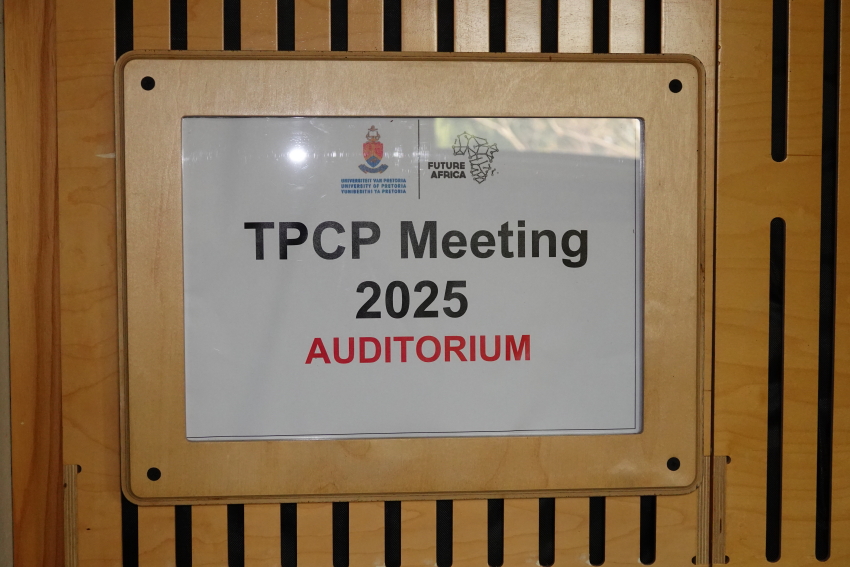 UNIVERSITEIT VAN PRETORIA
UNIVERSITY OF PRETORIA
YUNIBESITHI YA PRETORIA
FUTURE
AFRICA
TPCP Meeting
2025
AUDITORIUM